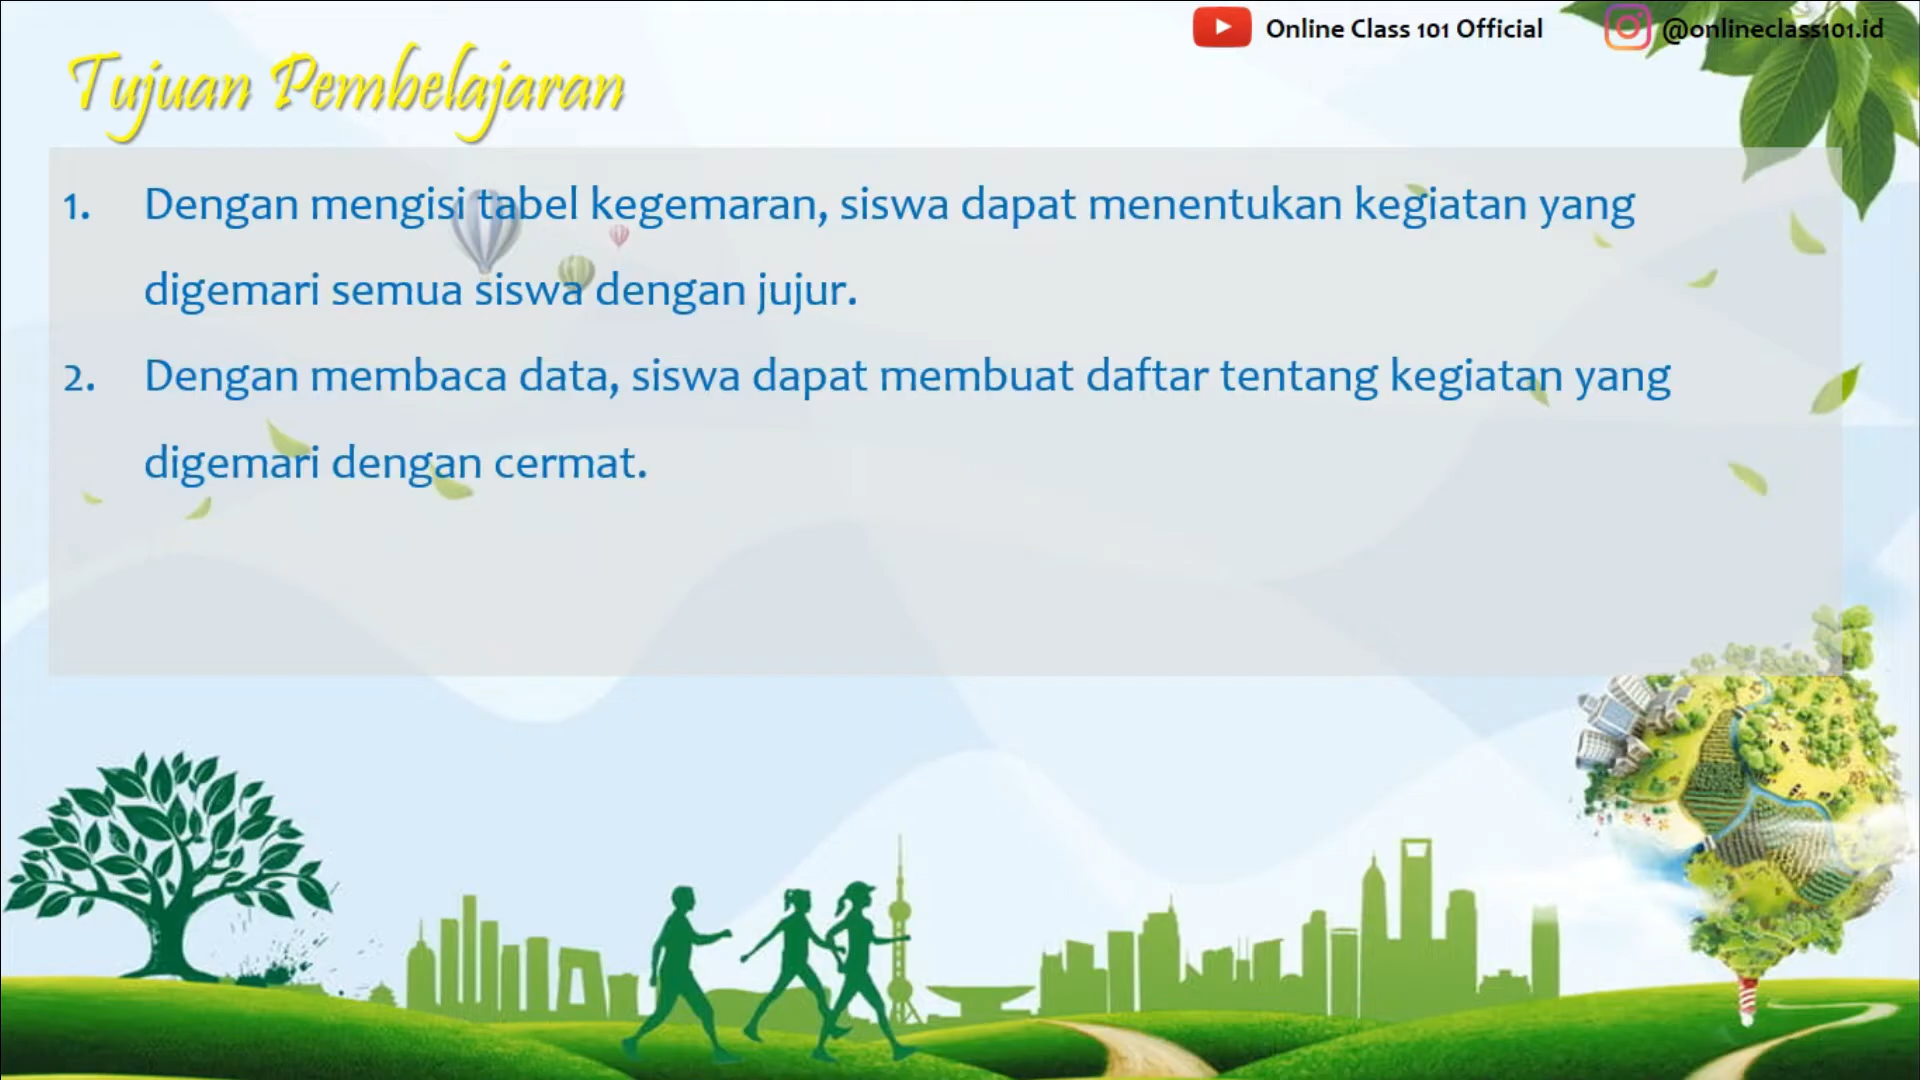 Online Class 101 Official
@onlineclass101.id
Tujuan Pembelajaran
1. Dengan mengisi tabel kegemaran, siswa dapat menentukan kegiatan yang
digemari semua siswa dengan jujur.
2. Dengan membaca data, siswa dapat membuat daftar tentang kegiatan yang
digemari dengan cermat.